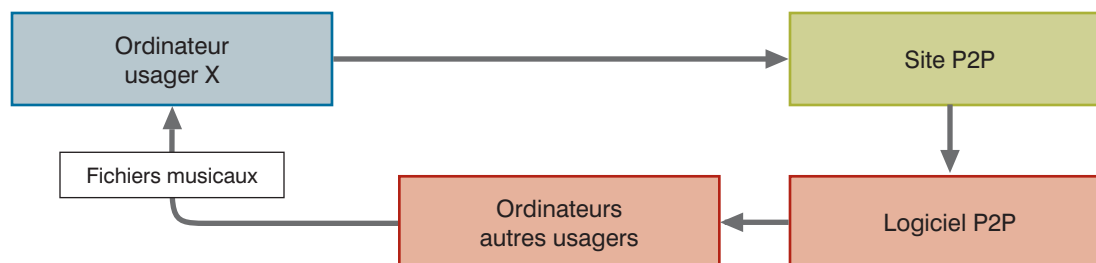 Ordinateur
usager X
Site P2P
Fichiers musicaux
Ordinateurs
autres usagers
Logiciel P2P